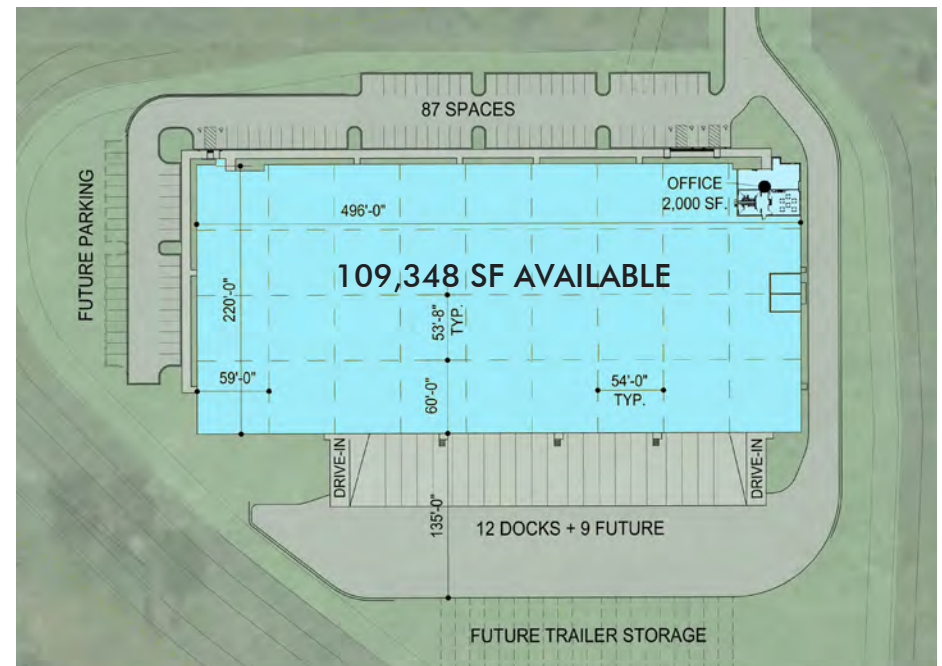 87 SPACES
FUTURE PARKING
OFFICE
2,000 SF.
496'-0"
109,348 SF AVAILABLE
220'-0"
53'-8"
TYP.
59'-0"
60'-0"
54'-0"
TYP.
DRIVE-IN
DRIVE-IN
135'-0"
12 DOCKS + 9 FUTURE
FUTURE TRAILER STORAGE